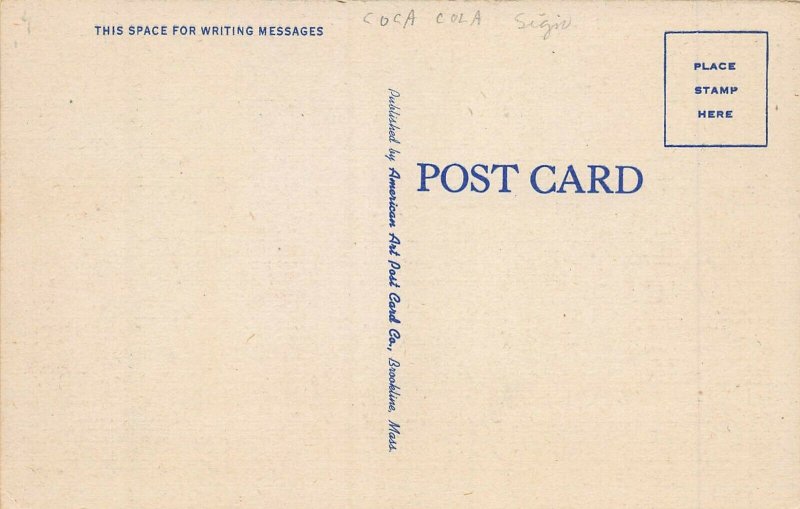 COCA COLA
THIS SPACE FOR WRITING MESSAGES
PLACE
STAMP
HERE
POST CARD
Published by American Art Post Card Co., Brookline, Mass.